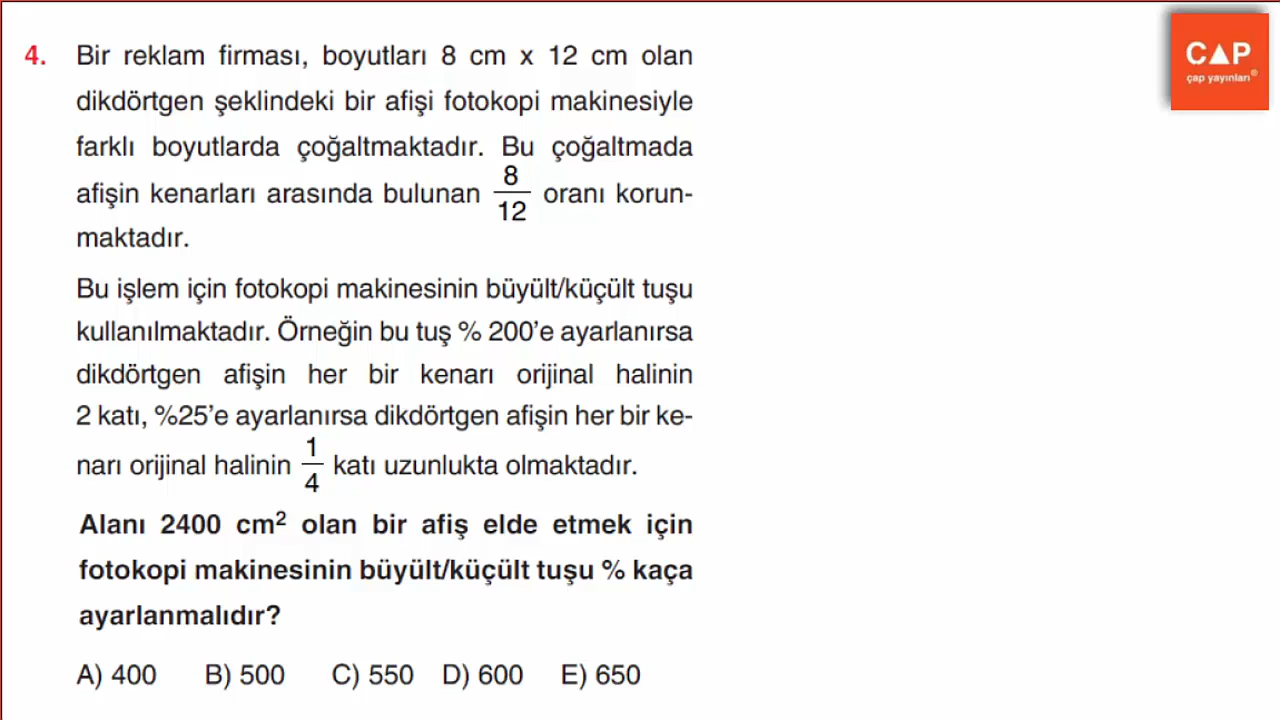 4. Bir reklam firması, boyutları 8 cm x 12 cm olan
dikdörtgen şeklindeki bir afişi fotokopi makinesiyle
farklı boyutlarda çoğaltmaktadır. Bu çoğaltmada
afişin kenarları arasında bulunan 8/12 oranı korun-
maktadır.
Bu işlem için fotokopi makinesinin büyült/küçült tuşu
kullanılmaktadır. Örneğin bu tuş % 200’e ayarlanırsa
dikdörtgen afişin her bir kenarı orijinal halinin
2 katı, %25’e ayarlanırsa dikdörtgen afişin her bir ke-
narı orijinal halinin 1/4 katı uzunlukta olmaktadır.
Alanı 2400 cm² olan bir afiş elde etmek için
fotokopi makinesinin büyült/küçült tuşu % kaça
ayarlanmalıdır?
A) 400 B) 500 C) 550 D) 600 E) 650
ÇAP
çap yayınları®